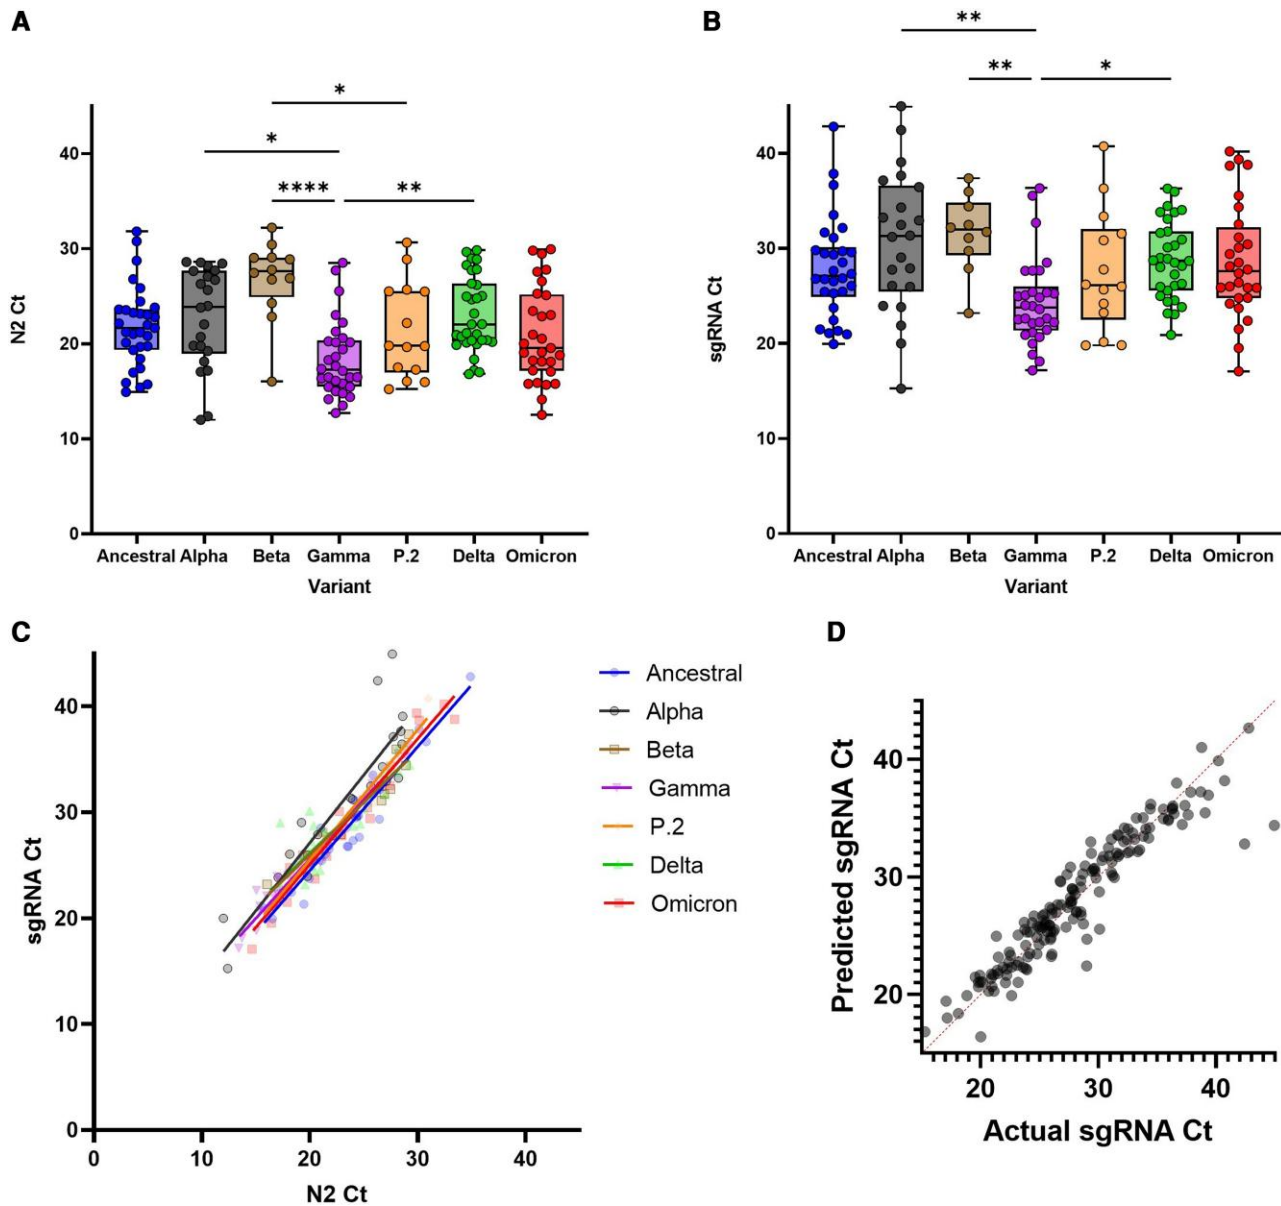 A
B
**
**
*
*
*
****
**
N2 Ct
40
30
20
10
0
Ancestral Alpha Beta Gamma P.2 Delta Omicron
Variant
sgRNA Ct
40
30
20
10
0
Ancestral Alpha Beta Gamma P.2 Delta Omicron
Variant
C
sgRNA Ct
40
30
20
10
0
0 10 20 30 40
N2 Ct
Ancestral
Alpha
Beta
Gamma
P.2
Delta
Omicron
D
Predicted sgRNA Ct
40
30
20
20 30 40
Actual sgRNA Ct